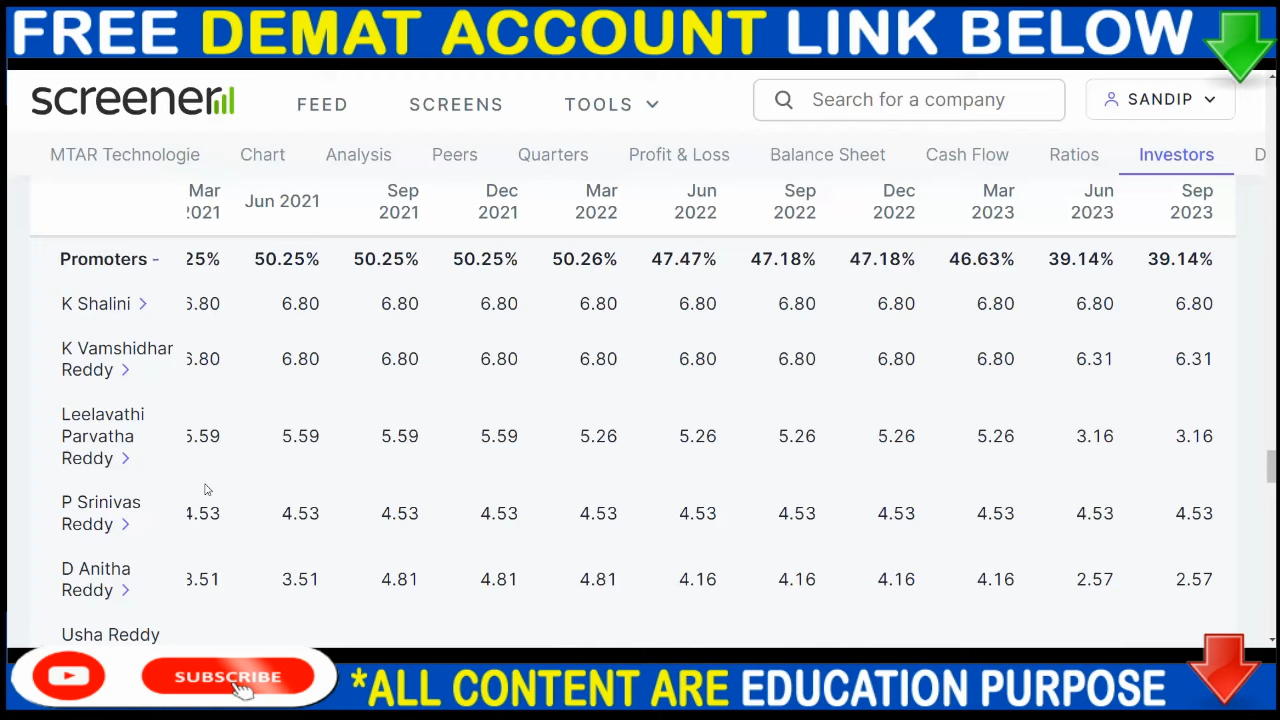 FREE DEMAT ACCOUNT LINK BELOW
screener FEED SCREENS TOOLS Search for a company SANDIP
MTAR Technologie Chart Analysis Peers Quarters Profit & Loss Balance Sheet Cash Flow Ratios Investors D
Mar Jun 2021 Sep Dec Mar Jun Sep Dec Mar Jun Sep
2021 2021 2021 2022 2022 2022 2022 2023 2023 2023
Promoters - 25% 50.25% 50.25% 50.25% 50.26% 47.47% 47.18% 47.18% 46.63% 39.14% 39.14%
K Shalini 6.80 6.80 6.80 6.80 6.80 6.80 6.80 6.80 6.80 6.80 6.80
K Vamshidhar
Reddy 6.80 6.80 6.80 6.80 6.80 6.80 6.80 6.80 6.80 6.31 6.31
Leelavathi
Parvatha 5.59 5.59 5.59 5.59 5.26 5.26 5.26 5.26 5.26 3.16 3.16
Reddy
P Srinivas
Reddy 4.53 4.53 4.53 4.53 4.53 4.53 4.53 4.53 4.53 4.53 4.53
D Anitha
Reddy 3.51 3.51 4.81 4.81 4.81 4.16 4.16 4.16 4.16 2.57 2.57
Usha Reddy
SUBSCRIBE *ALL CONTENT ARE EDUCATION PURPOSE